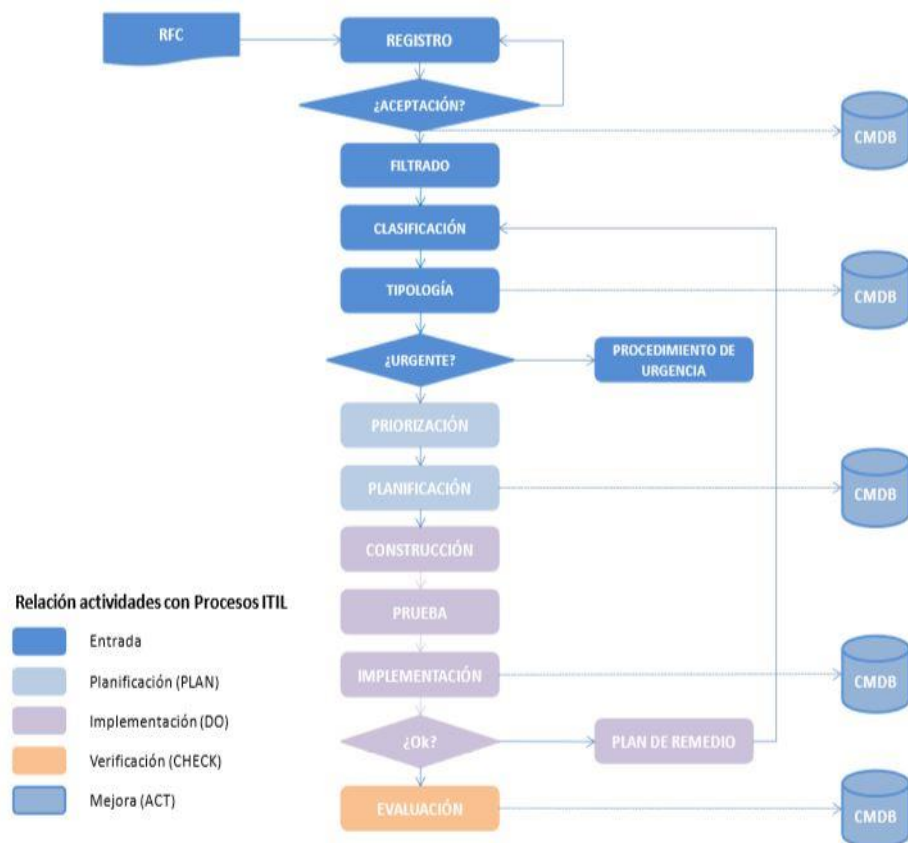 RFC
REGISTRO
¿ACEPTACIÓN?
CMDB
FILTRADO
CLASIFICACIÓN
TIPOLOGÍA
CMDB
¿URGENTE?
PROCEDIMIENTO DE
URGENCIA
PRIORIZACIÓN
PLANIFICACIÓN
CMDB
CONSTRUCCIÓN
PRUEBA
IMPLEMENTACIÓN
CMDB
¿Ok?
PLAN DE REMEDIO
EVALUACIÓN
CMDB
Relación actividades con Procesos ITIL
Entrada
Planificación (PLAN)
Implementación (DO)
Verificación (CHECK)
Mejora (ACT)